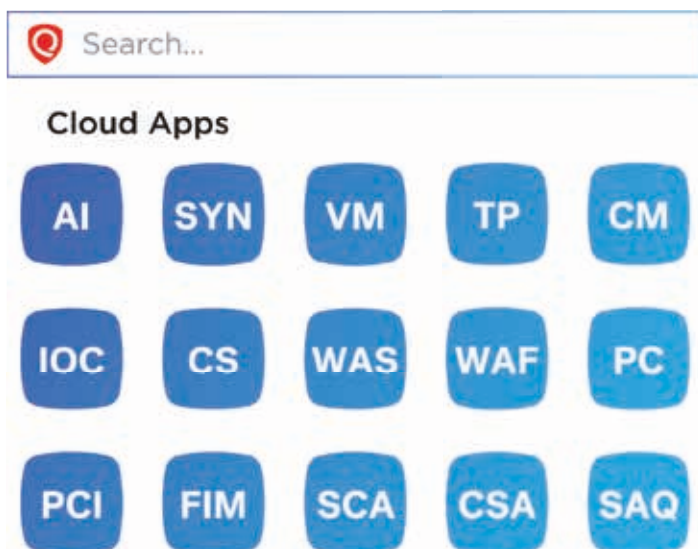 Search...
Cloud Apps
AI SYN VM TP CM
IOC CS WAS WAF PC
PCI FIM SCA CSA SAQ